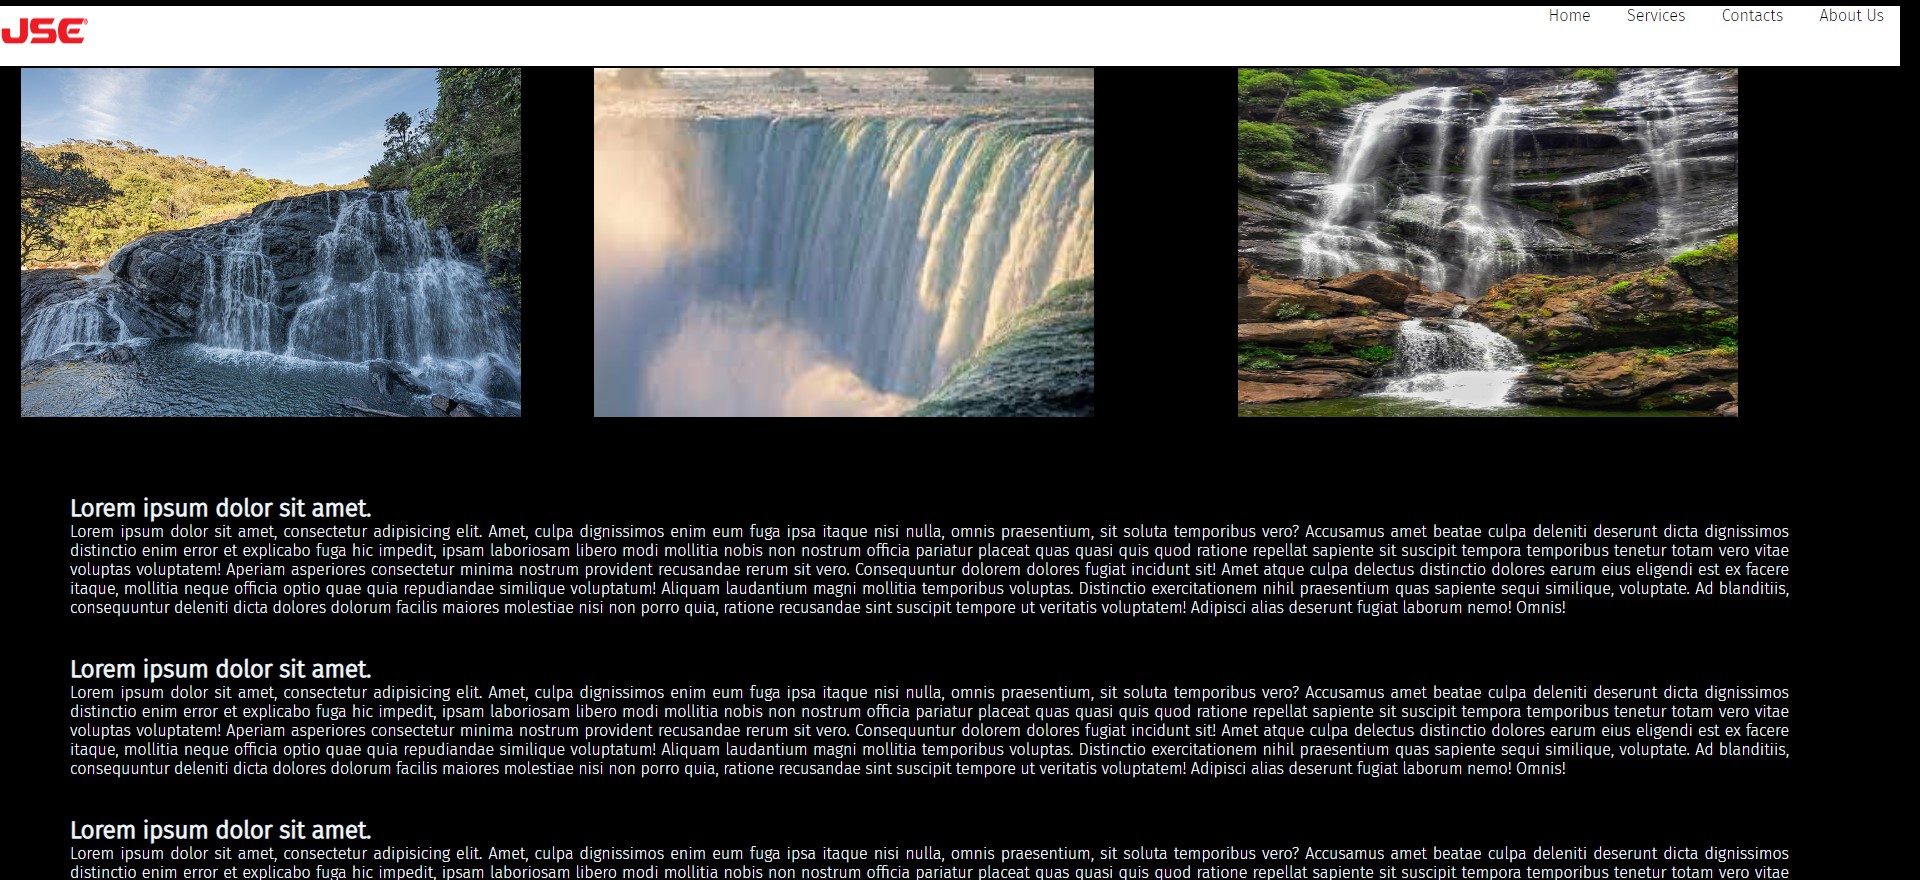 JSE
Home Services Contacts About Us
Lorem ipsum dolor sit amet.
Lorem ipsum dolor sit amet, consectetur adipisicing elit. Amet, culpa dignissimos enim eum fuga ipsa itaque nisi nulla, omnis praesentium, sit soluta temporibus vero? Accusamus amet beatae culpa deleniti deserunt dicta dignissimos
distinctio enim error et explicabo fuga hic impedit, ipsam laboriosam libero modi mollitia nobis non nostrum officia pariatur placeat quas quasi quis quod ratione repellat sapiente sit suscipit tempora temporibus tenetur totam vero vitae
voluptas voluptatem! Aperiam asperiores consectetur minima nostrum provident recusandae rerum sit vero. Consequuntur dolorem dolores fugiat incidunt sit! Amet atque culpa delectus distinctio dolores earum eius eligendi est ex facere
itaque, mollitia neque officia optio quae quia repudiandae similique voluptatum! Aliquam laudantium magni mollitia temporibus voluptas. Distinctio exercitationem nihil praesentium quas sapiente sequi similique, voluptate. Ad blanditiis,
consequuntur deleniti dicta dolores dolorum facilis maiores molestiae nisi non porro quia, ratione recusandae sint suscipit tempore ut veritatis voluptatem! Adipisci alias deserunt fugiat laborum nemo! Omnis!
Lorem ipsum dolor sit amet.
Lorem ipsum dolor sit amet, consectetur adipisicing elit. Amet, culpa dignissimos enim eum fuga ipsa itaque nisi nulla, omnis praesentium, sit soluta temporibus vero? Accusamus amet beatae culpa deleniti deserunt dicta dignissimos
distinctio enim error et explicabo fuga hic impedit, ipsam laboriosam libero modi mollitia nobis non nostrum officia pariatur placeat quas quasi quis quod ratione repellat sapiente sit suscipit tempora temporibus tenetur totam vero vitae
voluptas voluptatem! Aperiam asperiores consectetur minima nostrum provident recusandae rerum sit vero. Consequuntur dolorem dolores fugiat incidunt sit! Amet atque culpa delectus distinctio dolores earum eius eligendi est ex facere
itaque, mollitia neque officia optio quae quia repudiandae similique voluptatum! Aliquam laudantium magni mollitia temporibus voluptas. Distinctio exercitationem nihil praesentium quas sapiente sequi similique, voluptate. Ad blanditiis,
consequuntur deleniti dicta dolores dolorum facilis maiores molestiae nisi non porro quia, ratione recusandae sint suscipit tempore ut veritatis voluptatem! Adipisci alias deserunt fugiat laborum nemo! Omnis!
Lorem ipsum dolor sit amet.
Lorem ipsum dolor sit amet, consectetur adipisicing elit. Amet, culpa dignissimos enim eum fuga ipsa itaque nisi nulla, omnis praesentium, sit soluta temporibus vero? Accusamus amet beatae culpa deleniti deserunt dicta dignissimos
distinctio enim error et explicabo fuga hic impedit, ipsam laboriosam libero modi mollitia nobis non nostrum officia pariatur placeat quas quasi quis quod ratione repellat sapiente sit suscipit tempora temporibus tenetur totam vero vitae